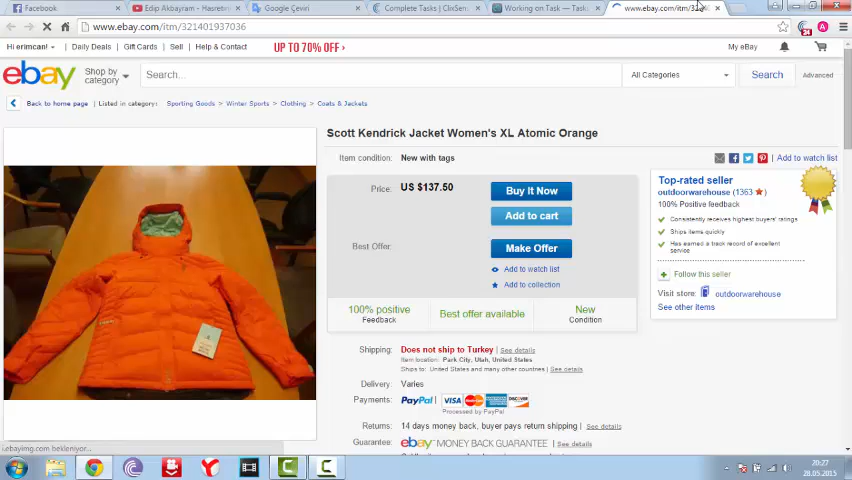 Facebook
Edip Akbayram - Hasretin
Google Çeviri
Complete Tasks | ClixSen
Working on Task — Task
www.ebay.com/itm/32
www.ebay.com/itm/321401937036
24
Hi erimcan!
Daily Deals
Gift Cards
Sell
Help
UP TO 70% OFF ›
My eBay
ebay
Shop by category
Search...
All Categories
Search
Advanced
Back to home page
Listed in category:
Sporting Goods > Winter Sports > Clothing > Coats & Jackets
Scott Kendrick Jacket Women's XL Atomic Orange
Item condition: New with tags
Add to watch list
Price: US $137.50
Buy It Now
Add to cart
Best Offer:
Make Offer
Add to watch list
Add to collection
100% positive
Feedback
Best offer available
New
Condition
Top-rated seller
outdoorwarehouse (1363)
100% Positive feedback
Consistently receives highest buyers' ratings
Ships items quickly
Has earned a track record of excellent service
Follow this seller
Visit store: outdoorwarehouse
See other items
Shipping: Does not ship to Turkey | See details
Item location: Park City, Utah, United States
Ships to: United States and many other countries | See details
Delivery: Varies
Payments: PayPal VISA MasterCard DISCOVER
Processed by PayPal
Returns: 14 days money back, buyer pays return shipping | See details
Guarantee: ebay MONEY BACK GUARANTEE | See details
i.ebayimg.com bekleniyor...
20:27
28.05.2015